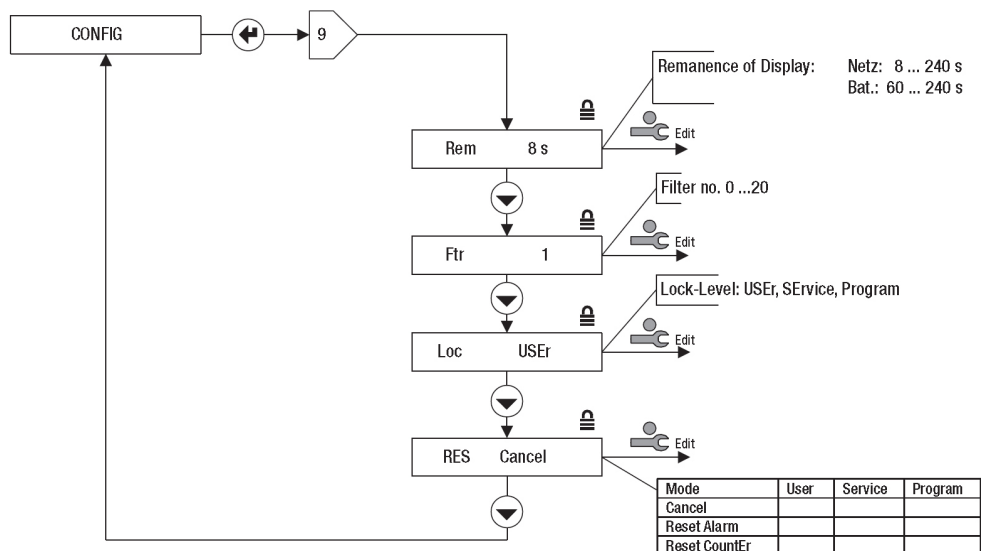 CONFIG
9
Remanence of Display: Netz: 8 ... 240 s
Bat.: 60 ... 240 s
Edit
Rem 8 s
Filter no. 0 ...20
Edit
Ftr 1
Lock-Level: USEr, SErvice, Program
Edit
Loc USEr
Edit
RES Cancel
Mode User Service Program
Cancel
Reset Alarm
Reset CountEr